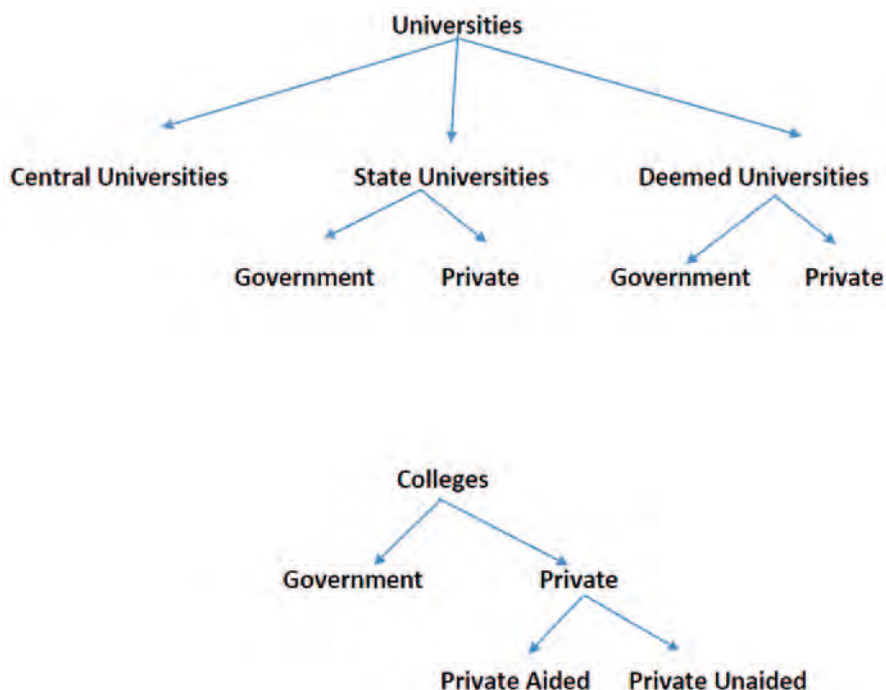 Universities
Central Universities State Universities Deemed Universities
Government Private Government Private
Colleges
Government Private
Private Aided Private Unaided